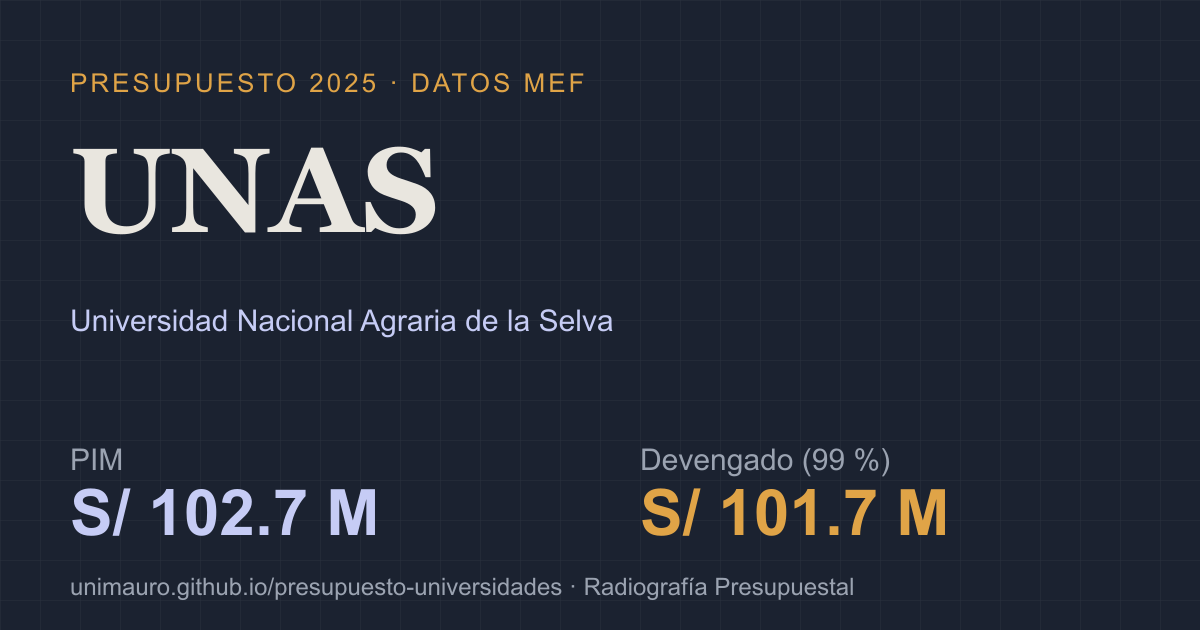 PRESUPUESTO 2025 · DATOS MEF
UNAS
Universidad Nacional Agraria de la Selva
PIM
S/ 102.7 M
Devengado (99 %)
S/ 101.7 M
unimauro.github.io/presupuesto-universidades · Radiografía Presupuestal